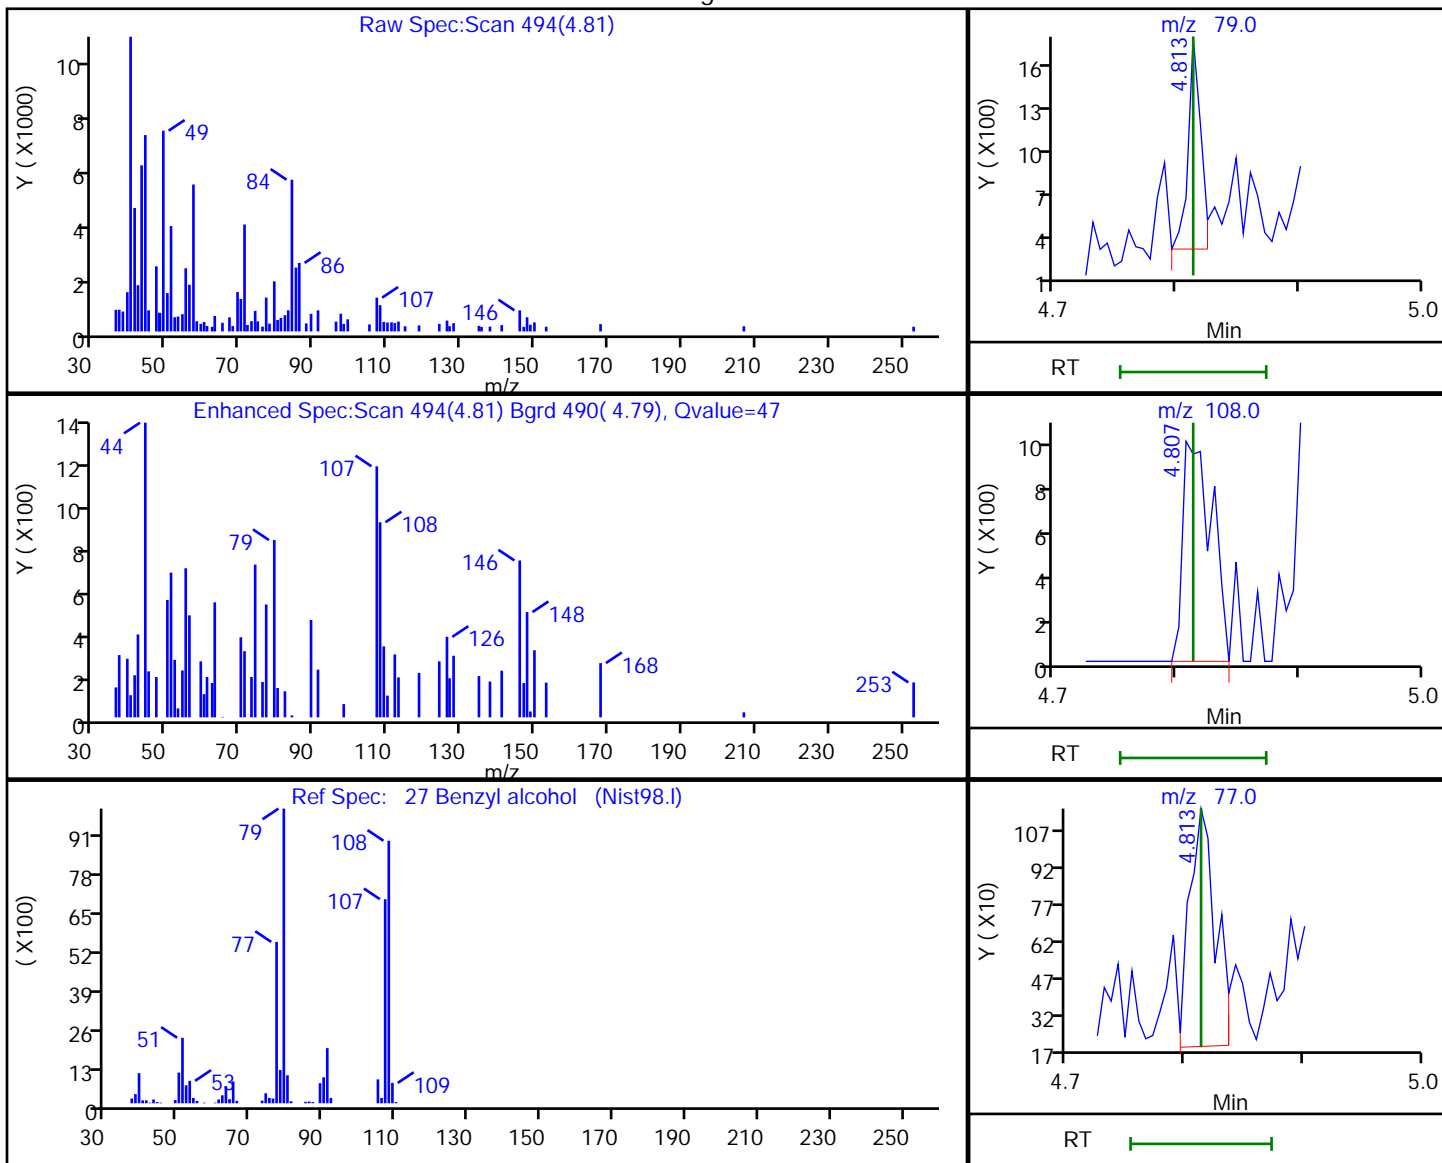 Raw Spec:Scan 494(4.81)
Y ( X1000)
10
8
6
4
2
0
49
84
86
107
146
30 50 70 90 110 130 150 170 190 210 230 250
m/z
m/z 79.0
Y ( X100)
16
13
10
7
4
1
4.813
4.7 5.0
Min
RT
Enhanced Spec:Scan 494(4.81) Bgrd 490( 4.79), Qvalue=47
Y ( X100)
14
12
10
8
6
4
2
0
44
107
108
79
146
148
126
168
253
30 50 70 90 110 130 150 170 190 210 230 250
m/z
m/z 108.0
Y ( X100)
10
8
6
4
2
0
4.807
4.7 5.0
Min
RT
Ref Spec: 27 Benzyl alcohol (Nist98.l)
( X100)
91
78
65
52
39
26
13
0
79
108
107
77
51
53
109
30 50 70 90 110 130 150 170 190 210 230 250
m/z 77.0
Y ( X10)
107
92
77
62
47
32
17
4.813
4.7 5.0
Min
RT